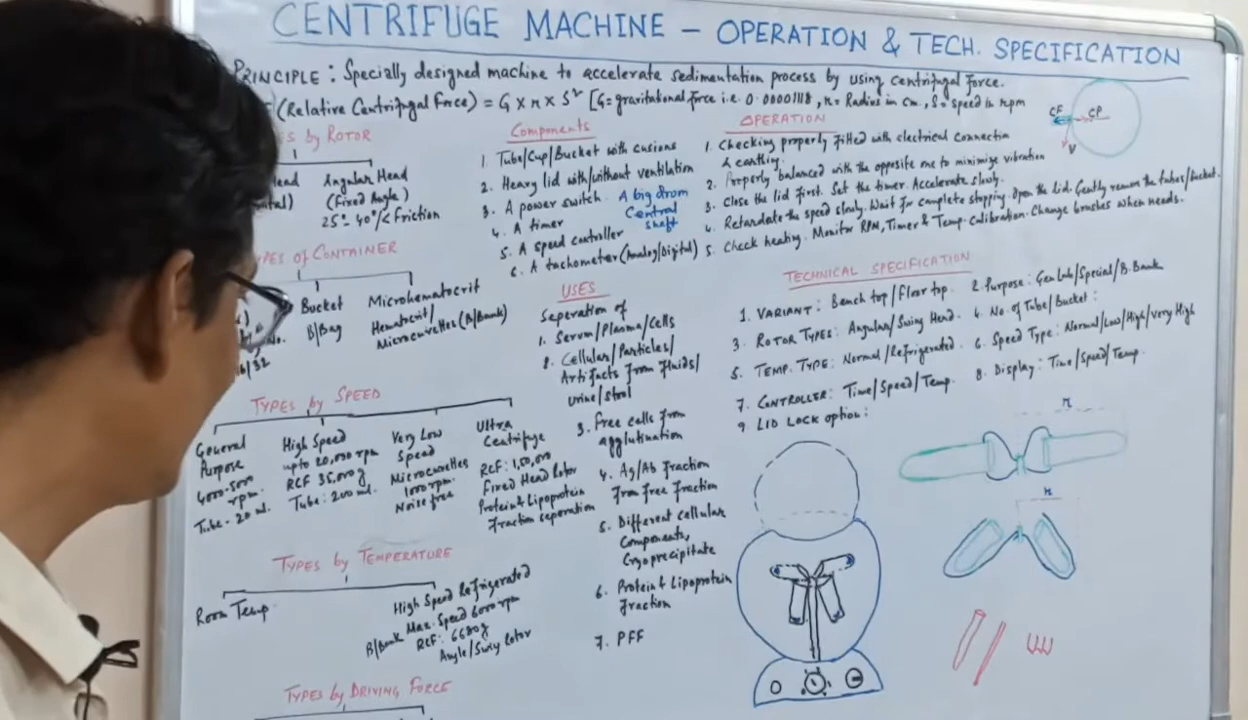 CENTRIFUGE MACHINE – OPERATION & TECH. SPECIFICATION
PRINCIPLE : Specially designed machine to accelerate sedimentation process by using Centrifugal Force.
(Relative Centrifugal Force) = G x r x S² [G= gravitational force i.e. 0.00001118, r= Radius in cm, S= speed in rpm
CF CP
V
by ROTOR
Angular Head
(Fixed Angle)
25°- 40°/< Friction
OF CONTAINER
Bucket
B/Bag
Microhematocrit
Hematocrit/
Microcuvettes (B/Bank)
No.
/32
TYPES by SPEED
General
Purpose
4000-500
rpm.
Tube - 20 ml.
High Speed
upto 20,000 rpm
RCF 35,000g
Tube: 200 ml.
Very Low
Speed
Microcuvettes
1000 rpm.
Noise free
Ultra
Centrifuge
RCF: 1,50,000
Fixed Head Rotor
Protein & Lipoprotein
Fraction seperation
TYPES by TEMPERATURE
Room Temp.
High Speed Refrigerated
B/Bank Max. Speed 6000 rpm
RCF: 6680g
Angle/Swing Rotor
TYPES by DRIVING FORCE
Components
1. Tube/Cup/Bucket with cusions
2. Heavy lid with/without ventilation
3. A power switch
4. A timer
5. A speed controller
6. A tachometer (Analog/Digital)
A big drom
Central
shaft
USES
Seperation of
1. Serum/Plasma/Cells
2. Cellular/Particles/
Artifacts from fluids/
Urine/Stool
3. Free cells from
agglutination
4. Ag/Ab Fraction
From Free Fraction
5. Different cellular
Components,
Cryoprecipitate
6. Protein & Lipoprotein
Fraction
7. PFF
OPERATION
1. Checking properly fitted with electrical connection
& earthing.
2. Properly balanced with the opposite one to minimize vibration
3. Close the lid first. Set the timer. Accelerate slowly.
4. Retardate the speed slowly. Wait for complete stopping. Open the lid. Gently remove the tubes/bucket.
5. Check heating. Monitor RPM, Timer & Temp. Calibration. Change brushes when needs.
TECHNICAL SPECIFICATION
1. VARIANT : Bench top/Floor top. 2. Purpose: Gen Lab/Special/B.Bank
3. ROTOR TYPES: Angular/Swing Head. 4. No. of Tube/Bucket:
5. TEMP. TYPE: Normal/Refrigerated. 6. Speed Type: Normal/Low/High/Very High
7. CONTROLLER: Time/Speed/Temp. 8. Display: Time/Speed/Temp.
9. LID LOCK option:
r
r